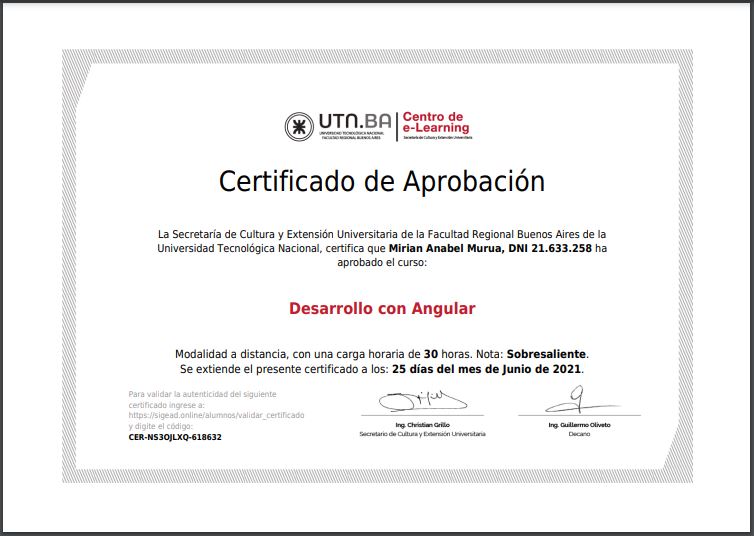 UTN.BA
UNIVERSIDAD TECNOLÓGICA NACIONAL
FACULTAD REGIONAL BUENOS AIRES
Centro de
e-Learning
Secretaría de Cultura y Extensión Universitaria
Certificado de Aprobación
La Secretaría de Cultura y Extensión Universitaria de la Facultad Regional Buenos Aires de la
Universidad Tecnológica Nacional, certifica que Mirian Anabel Murua, DNI 21.633.258 ha
aprobado el curso:
Desarrollo con Angular
Modalidad a distancia, con una carga horaria de 30 horas. Nota: Sobresaliente.
Se extiende el presente certificado a los: 25 días del mes de Junio de 2021.
Para validar la autenticidad del siguiente
certificado ingrese a:
https://sigead.online/alumnos/validar_certificado
y digite el código:
CER-NS3OJLXQ-618632
Ing. Christian Grillo
Secretario de Cultura y Extensión Universitaria
Ing. Guillermo Oliveto
Decano